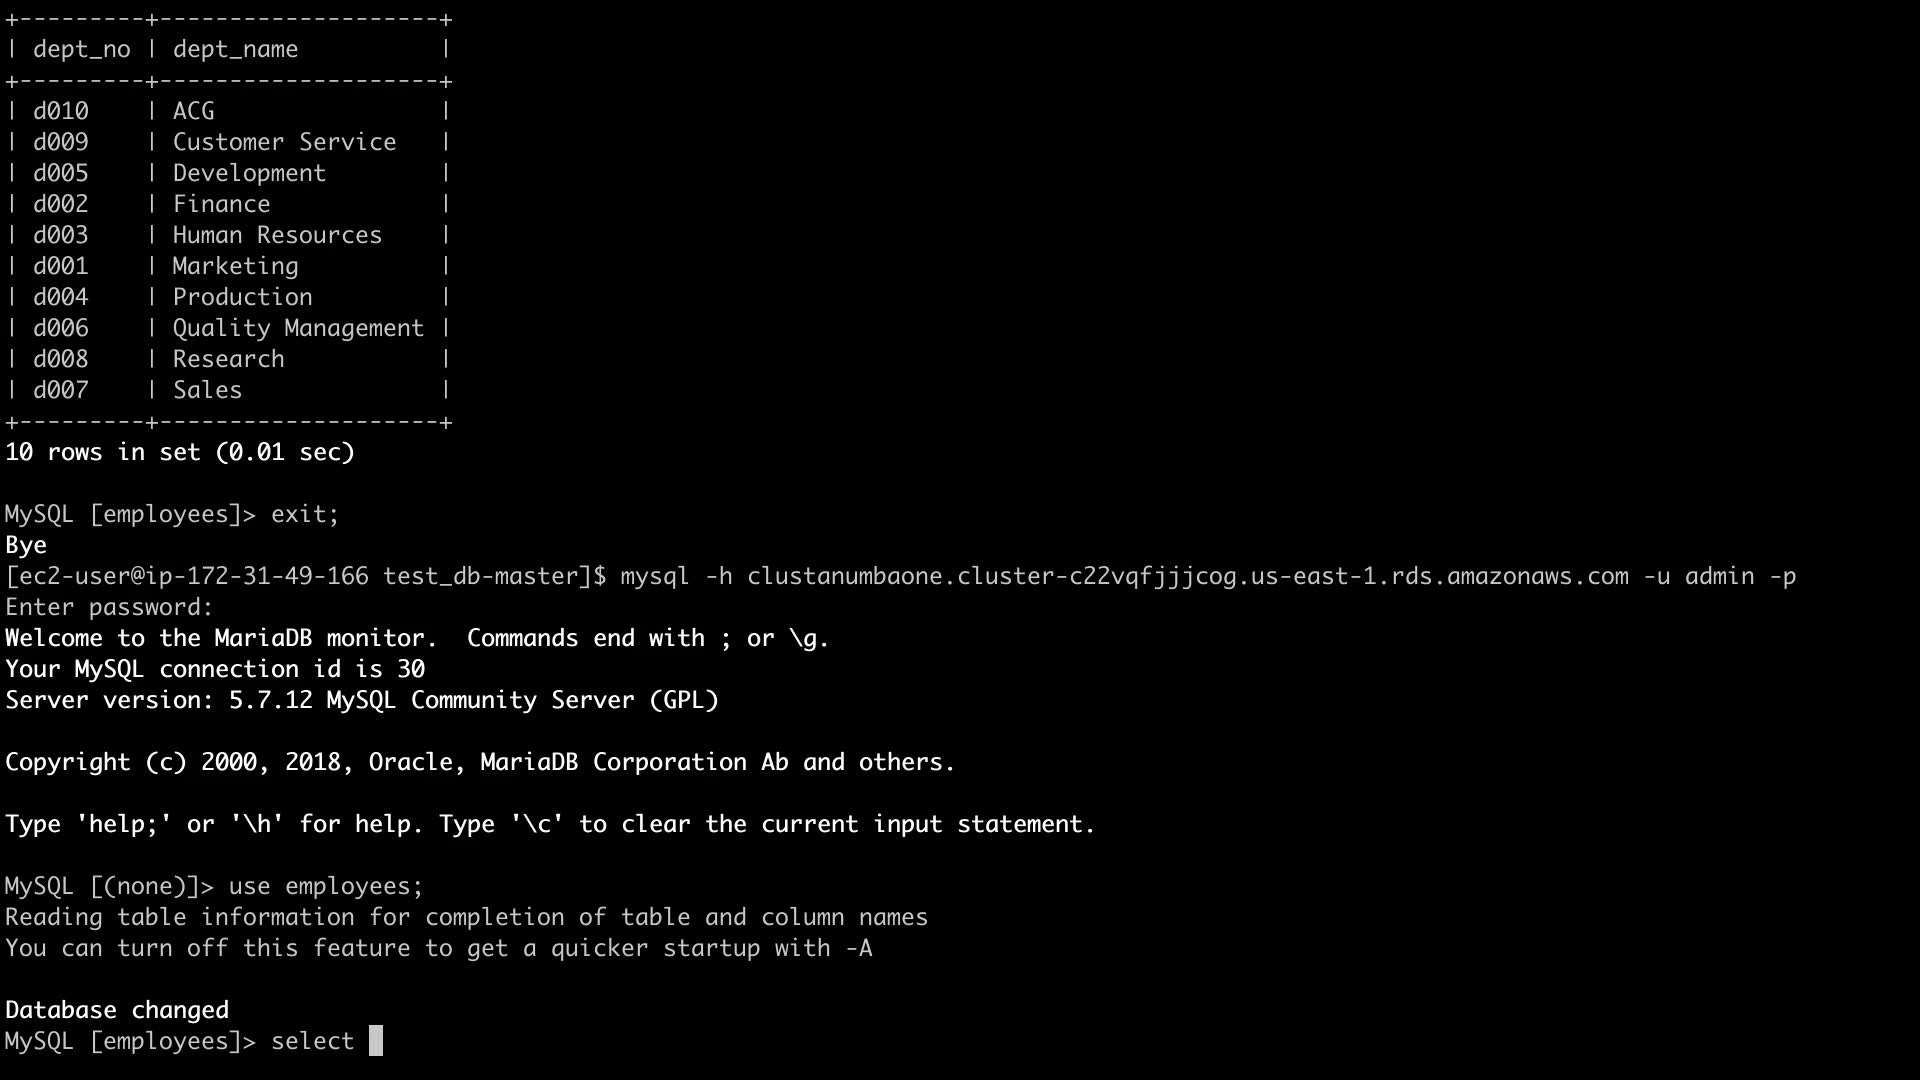 +---------+--------------------+
| dept_no | dept_name          |
+---------+--------------------+
| d010    | ACG                |
| d009    | Customer Service   |
| d005    | Development        |
| d002    | Finance            |
| d003    | Human Resources    |
| d001    | Marketing          |
| d004    | Production         |
| d006    | Quality Management |
| d008    | Research           |
| d007    | Sales              |
+---------+--------------------+
10 rows in set (0.01 sec)
MySQL [employees]> exit;
Bye
[ec2-user@ip-172-31-49-166 test_db-master]$ mysql -h clustanumbaone.cluster-c22vqfjjjcog.us-east-1.rds.amazonaws.com -u admin -p
Enter password:
Welcome to the MariaDB monitor.  Commands end with ; or \g.
Your MySQL connection id is 30
Server version: 5.7.12 MySQL Community Server (GPL)
Copyright (c) 2000, 2018, Oracle, MariaDB Corporation Ab and others.
Type 'help;' or '\h' for help. Type '\c' to clear the current input statement.
MySQL [(none)]> use employees;
Reading table information for completion of table and column names
You can turn off this feature to get a quicker startup with -A
Database changed
MySQL [employees]> select